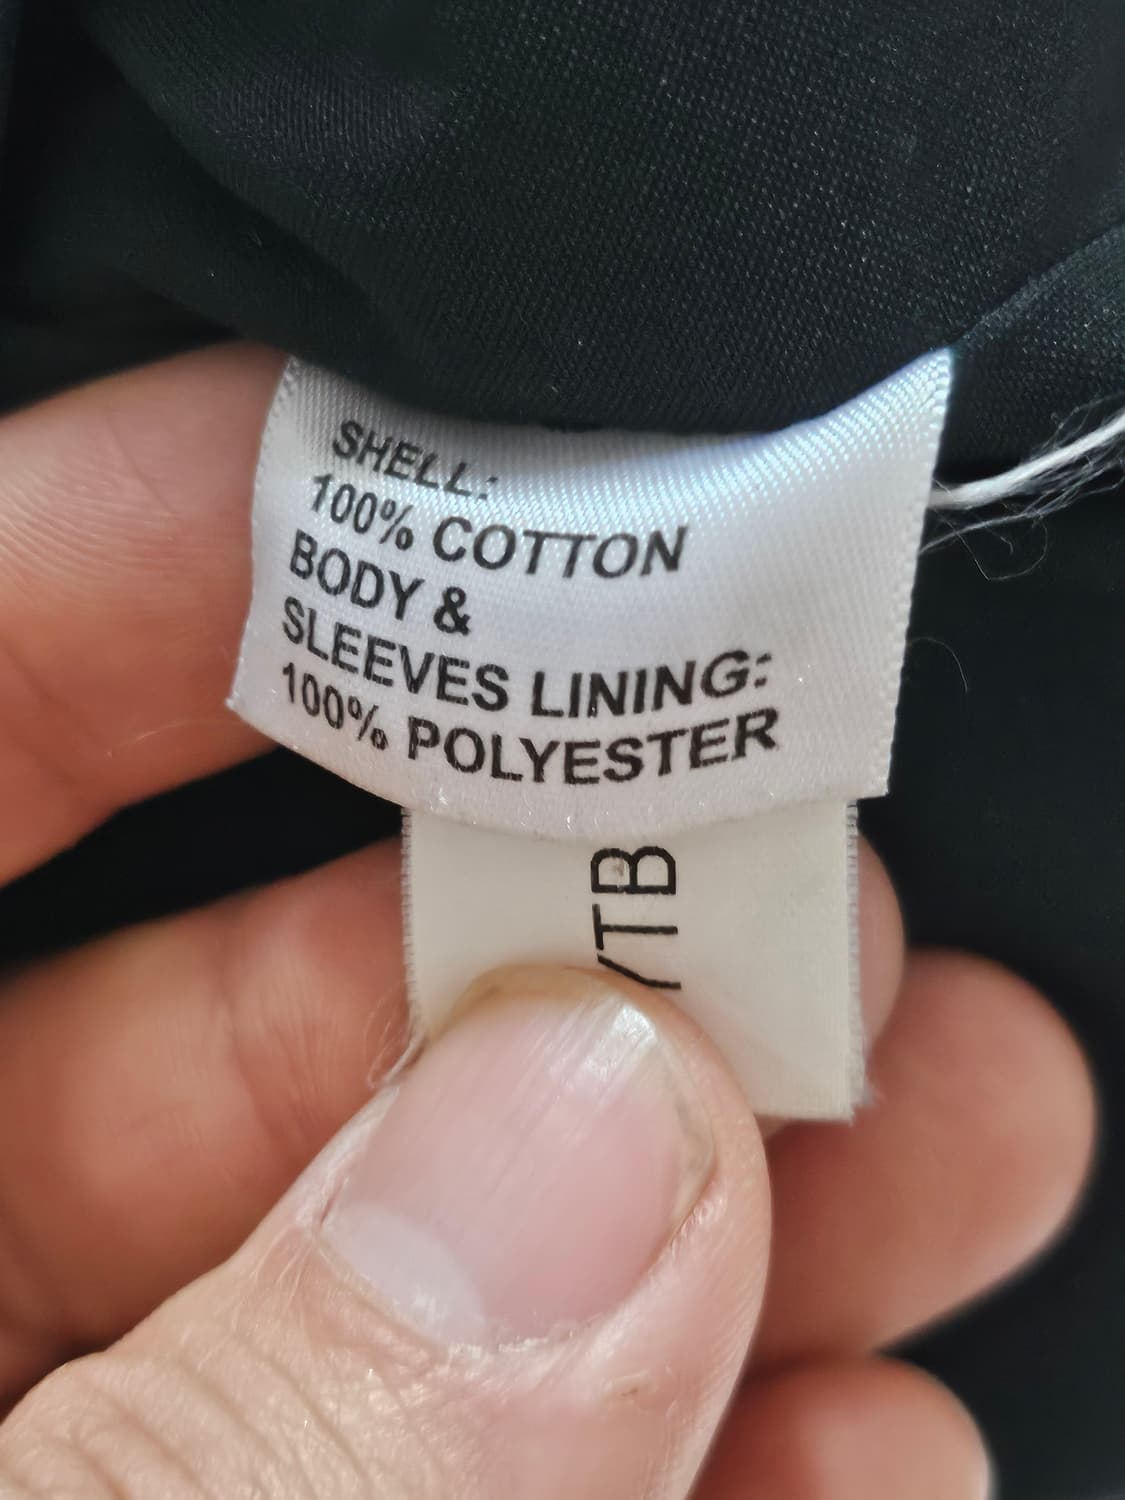 SHELL:
100% COTTON
BODY &
SLEEVES LINING:
100% POLYESTER
YTB